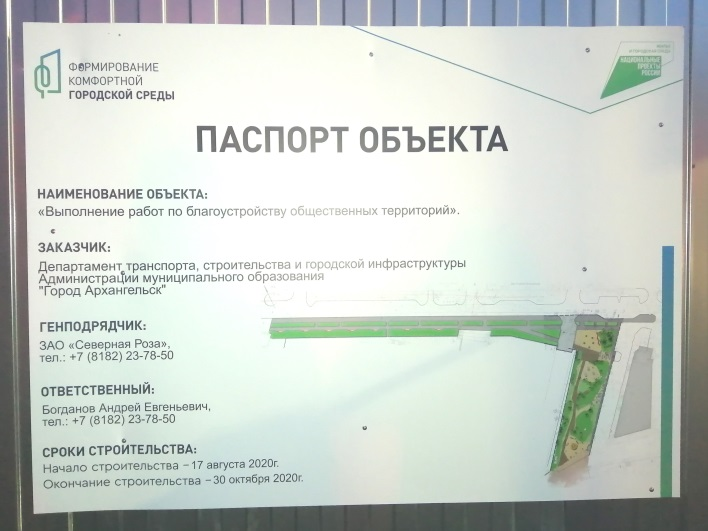 ФОРМИРОВАНИЕ
КОМФОРТНОЙ
ГОРОДСКОЙ СРЕДЫ
НАЦИОНАЛЬНЫЕ
ПРОЕКТЫ
РОССИИ
ПАСПОРТ ОБЪЕКТА
НАИМЕНОВАНИЕ ОБЪЕКТА:
«Выполнение работ по благоустройству общественных территорий».
ЗАКАЗЧИК:
Департамент транспорта, строительства и городской инфраструктуры
Администрации муниципального образования
"Город Архангельск"
ГЕНПОДРЯДЧИК:
ЗАО «Северная Роза»,
тел.: +7 (8182) 23-78-50
ОТВЕТСТВЕННЫЙ:
Богданов Андрей Евгеньевич,
тел.: +7 (8182) 23-78-50
СРОКИ СТРОИТЕЛЬСТВА:
Начало строительства – 17 августа 2020г.
Окончание строительства – 30 октября 2020г.